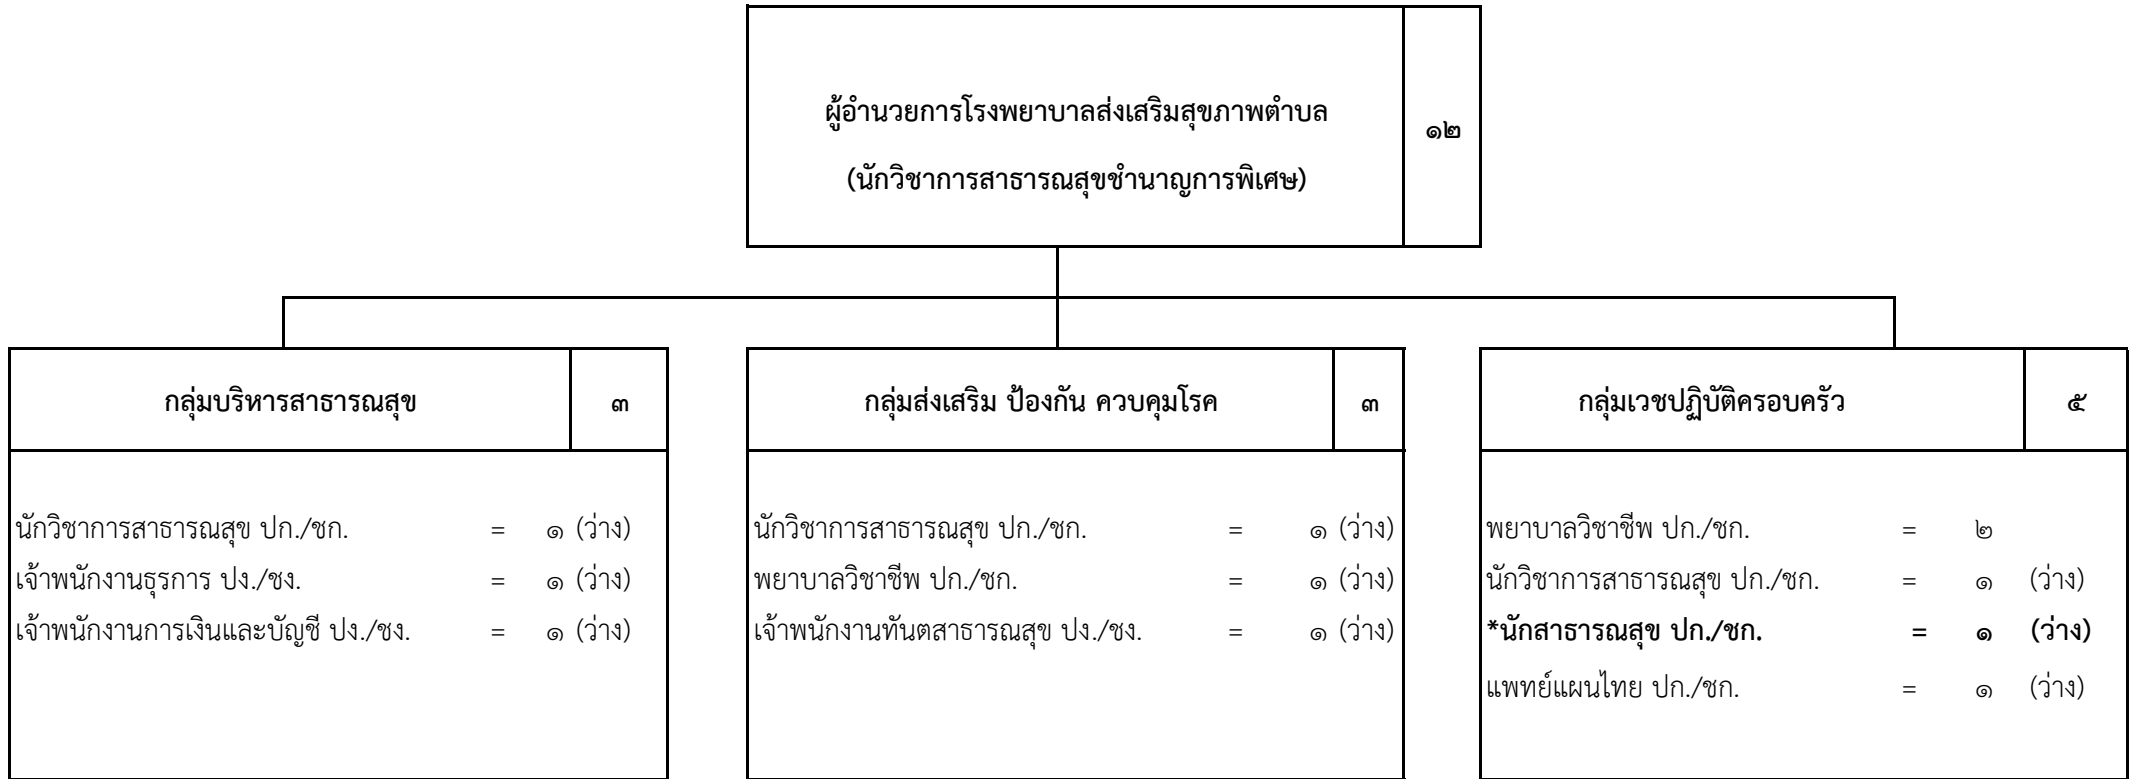 ผู้อำนวยการโรงพยาบาลส่งเสริมสุขภาพตำบล
(นักวิชาการสาธารณสุขชำนาญการพิเศษ)
๑๒
กลุ่มบริหารสาธารณสุข ๓
นักวิชาการสาธารณสุข ปก./ชก. = ๑ (ว่าง)
เจ้าพนักงานธุรการ ปง./ชง. = ๑ (ว่าง)
เจ้าพนักงานการเงินและบัญชี ปง./ชง. = ๑ (ว่าง)
กลุ่มส่งเสริม ป้องกัน ควบคุมโรค ๓
นักวิชาการสาธารณสุข ปก./ชก. = ๑ (ว่าง)
พยาบาลวิชาชีพ ปก./ชก. = ๑ (ว่าง)
เจ้าพนักงานทันตสาธารณสุข ปง./ชง. = ๑ (ว่าง)
กลุ่มเวชปฏิบัติครอบครัว ๕
พยาบาลวิชาชีพ ปก./ชก. = ๒
นักวิชาการสาธารณสุข ปก./ชก. = ๑ (ว่าง)
*นักสาธารณสุข ปก./ชก. = ๑ (ว่าง)
แพทย์แผนไทย ปก./ชก. = ๑ (ว่าง)